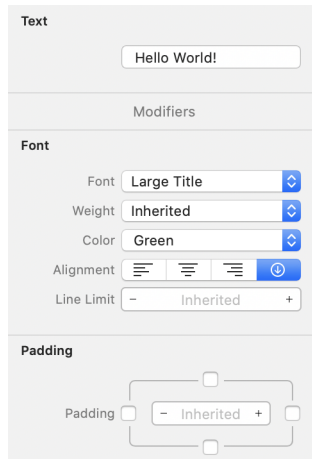 Text
Hello World!
Modifiers
Font
Font Large Title
Weight Inherited
Color Green
Alignment
Line Limit - Inherited +
Padding
Padding - Inherited +